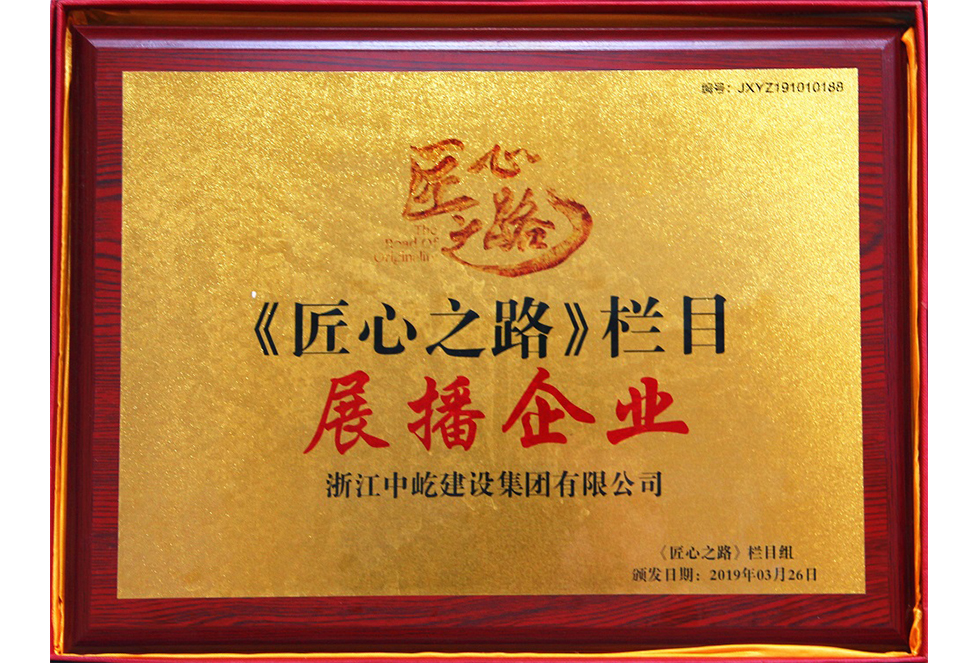 编号：JXYZ191010188
匠心
之路
The
Road Of
Originality
《匠心之路》栏目
展播企业
浙江中屹建设集团有限公司
《匠心之路》栏目组
颁发日期：2019年03月26日